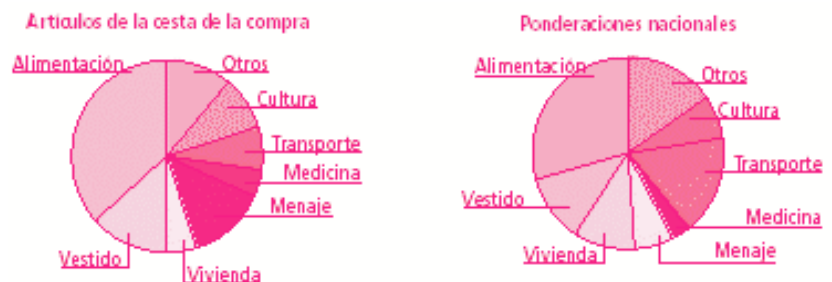 Artículos de la cesta de la compra
Alimentación
Otros
Cultura
Transporte
Medicina
Menaje
Vestido
Vivienda
Ponderaciones nacionales
Alimentación
Otros
Cultura
Transporte
Vestido
Medicina
Vivienda
Menaje